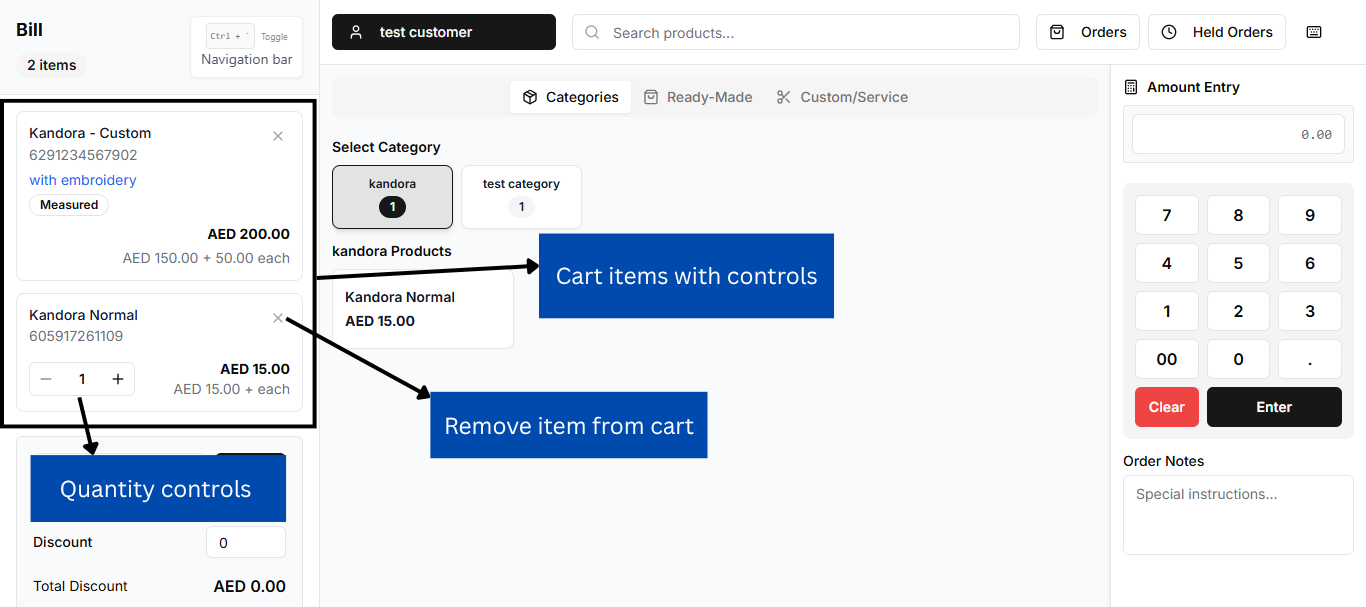 Bill
Ctrl + ` Toggle
Navigation bar
2 items
test customer
Search products...
Orders
Held Orders
Categories
Ready-Made
Custom/Service
Amount Entry
0.00
Kandora - Custom
6291234567902
with embroidery
Measured
AED 200.00
AED 150.00 + 50.00 each
Kandora Normal
605917261109
1
AED 15.00
AED 15.00 + each
Quantity controls
Discount
0
Total Discount
AED 0.00
Select Category
kandora
1
test category
1
kandora Products
Kandora Normal
AED 15.00
Cart items with controls
Remove item from cart
7 8 9
4 5 6
1 2 3
00 0 .
Clear Enter
Order Notes
Special instructions...